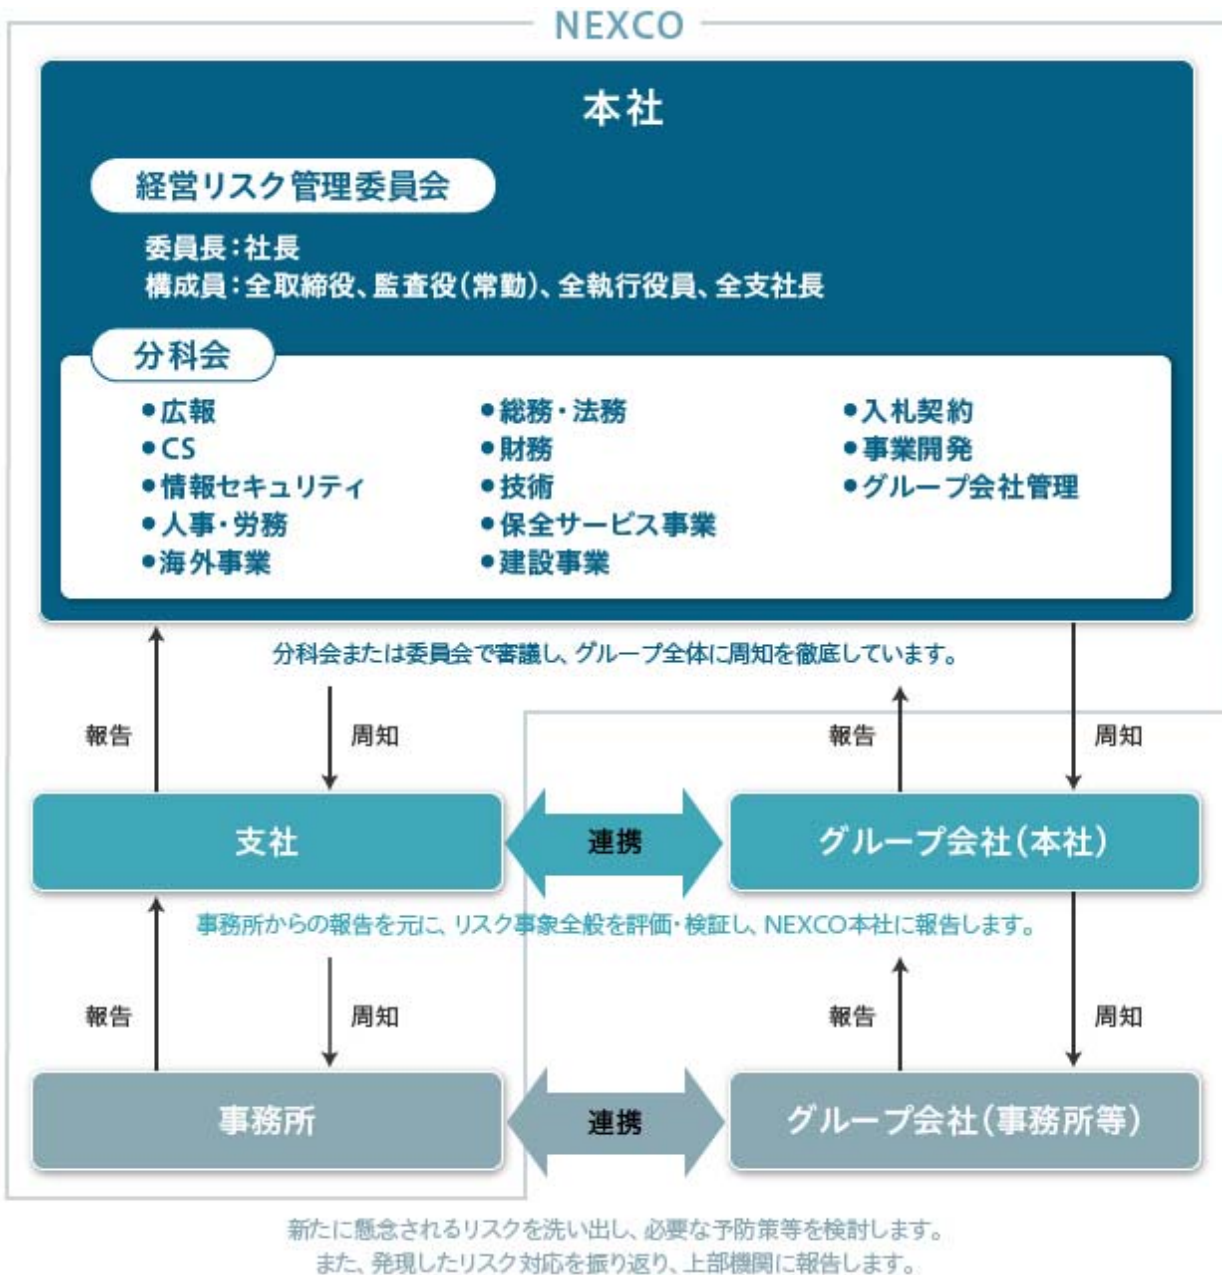 NEXCO
本社
経営リスク管理委員会
委員長：社長
構成員：全取締役、監査役（常勤）、全執行役員、全支社長
分科会
●広報
●CS
●情報セキュリティ
●人事・労務
●海外事業
●総務・法務
●財務
●技術
●保全サービス事業
●建設事業
●入札契約
●事業開発
●グループ会社管理
分科会または委員会で審議し、グループ全体に周知を徹底しています。
報告
周知
報告
周知
支社
連携
グループ会社（本社）
事務所からの報告を元に、リスク事象全般を評価・検証し、NEXCO本社に報告します。
報告
周知
報告
周知
事務所
連携
グループ会社（事務所等）
新たに懸念されるリスクを洗い出し、必要な予防策等を検討します。
また、発現したリスク対応を振り返り、上部機関に報告します。